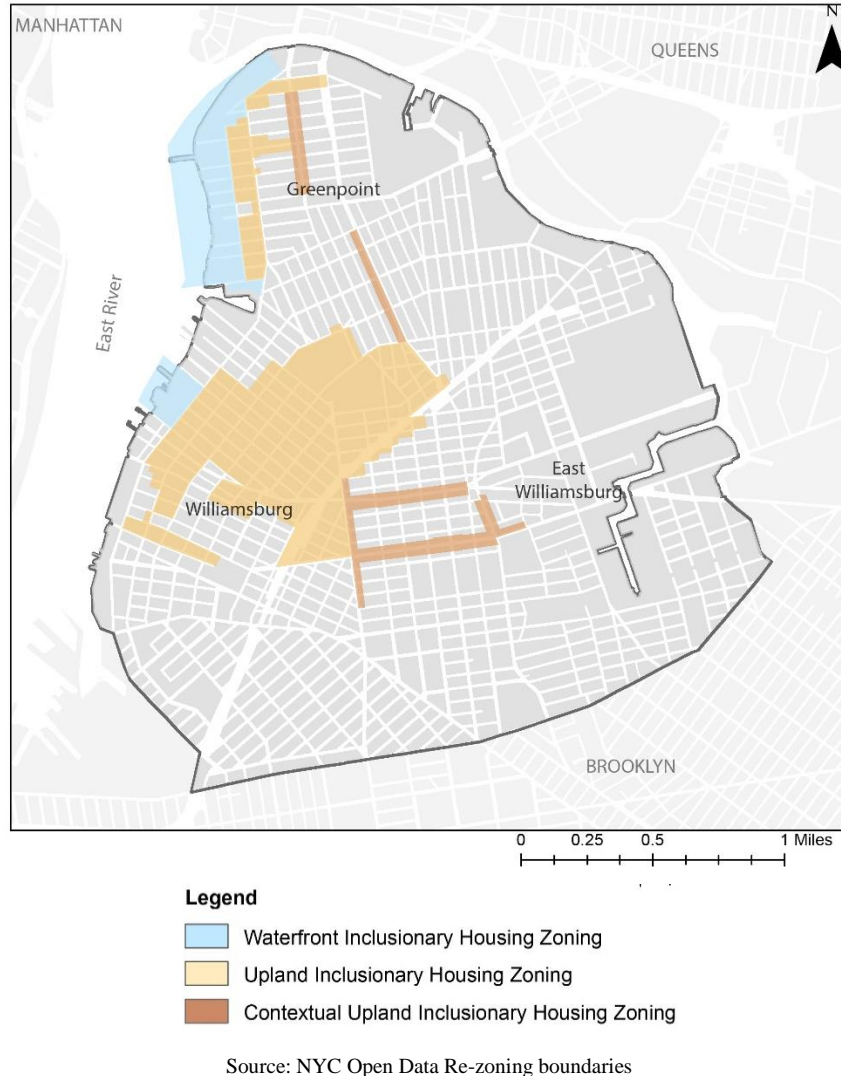 MANHATTAN
N
QUEENS
Greenpoint
East River
East
Williamsburg
Williamsburg
BROOKLYN
0 0.25 0.5 1 Miles
Legend
Waterfront Inclusionary Housing Zoning
Upland Inclusionary Housing Zoning
Contextual Upland Inclusionary Housing Zoning
Source: NYC Open Data Re-zoning boundaries